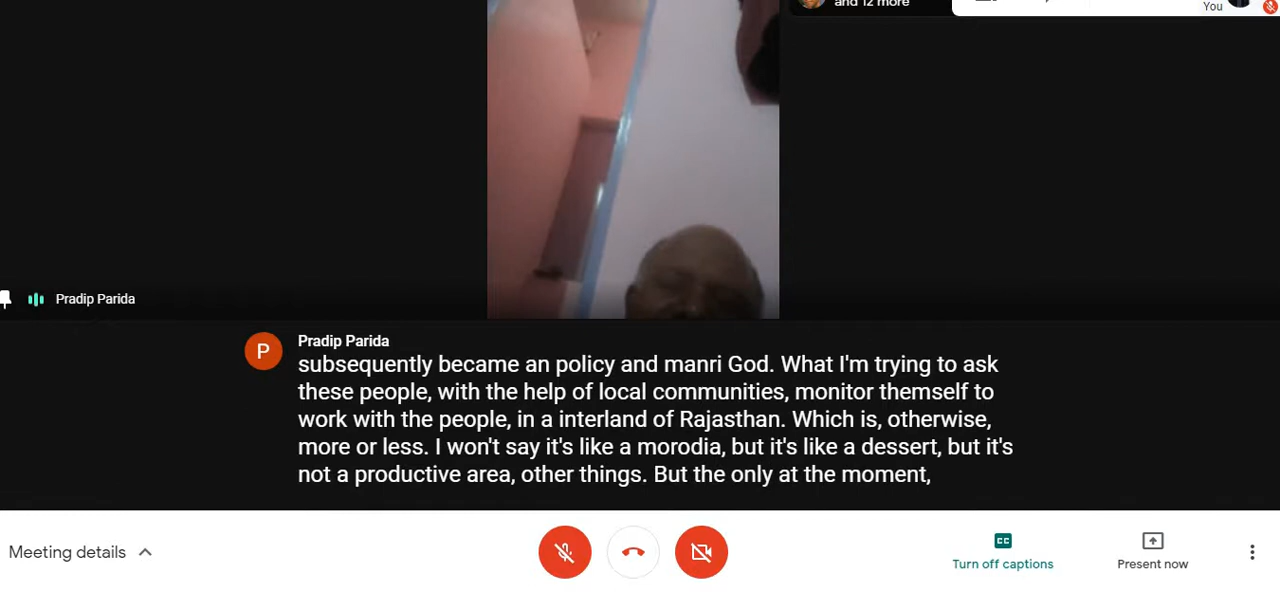 and 12 more
You
Pradip Parida
P
Pradip Parida
subsequently became an policy and manri God. What I'm trying to ask
these people, with the help of local communities, monitor themself to
work with the people, in a interland of Rajasthan. Which is, otherwise,
more or less. I won't say it's like a morodia, but it's like a dessert, but it's
not a productive area, other things. But the only at the moment,
Meeting details
CC
Turn off captions
Present now